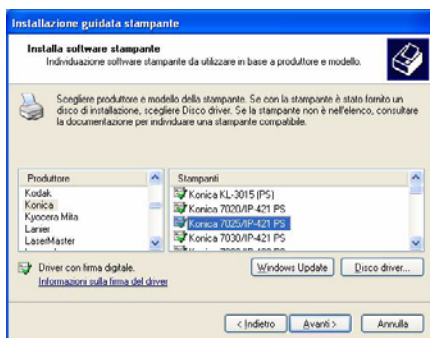 Installazione guidata stampante
Installa software stampante
Individuazione software stampante da utilizzare in base a produttore e modello.
Scegliere produttore e modello della stampante. Se con la stampante è stato fornito un
disco di installazione, scegliere Disco driver. Se la stampante non è nell'elenco, consultare
la documentazione per individuare una stampante compatibile.
Produttore
Kodak
Konica
Kyocera Mita
Lanier
LaserMaster
Stampanti
Konica KL-3015 (PS)
Konica 7020/IP-421 PS
Konica 7025/IP-421 PS
Konica 7030/IP-421 PS
Driver con firma digitale.
Informazioni sulla firma del driver
Windows Update
Disco driver...
< Indietro
Avanti >
Annulla